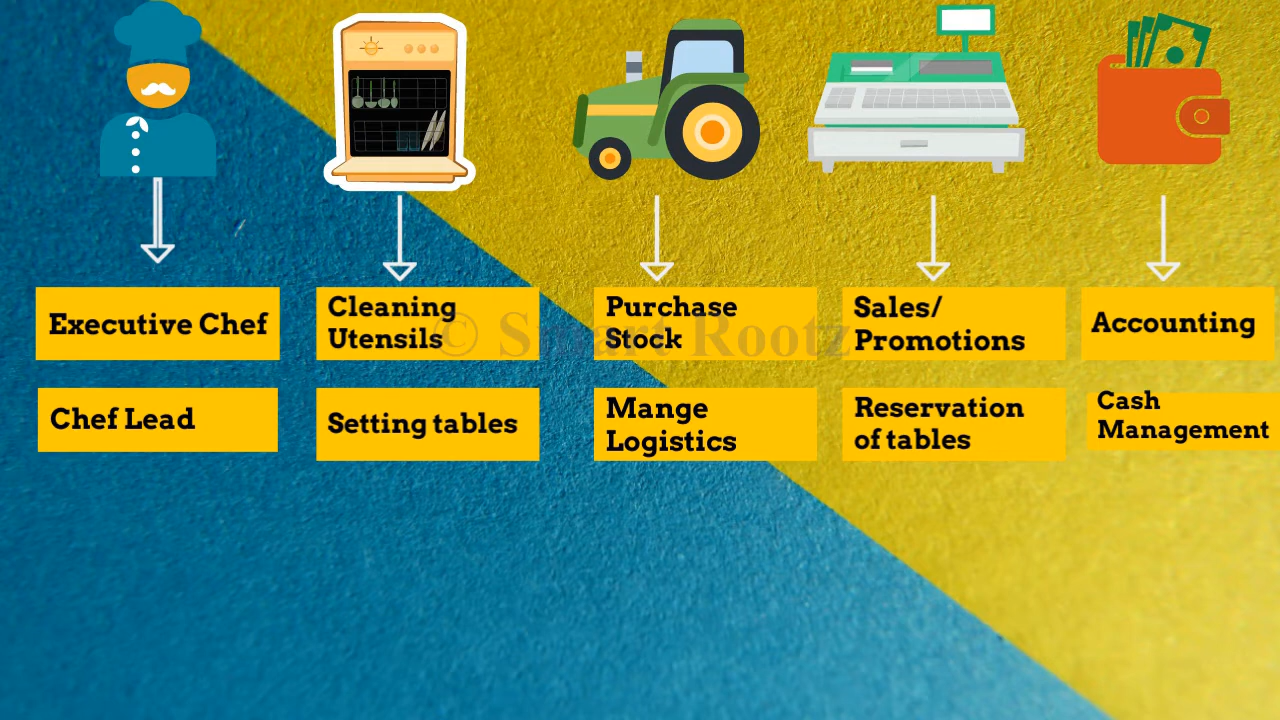 Executive Chef
Chef Lead
Cleaning
Utensils
Setting tables
Purchase
Stock
Mange
Logistics
Sales/
Promotions
Reservation
of tables
Accounting
Cash
Management
© Smart Rootz